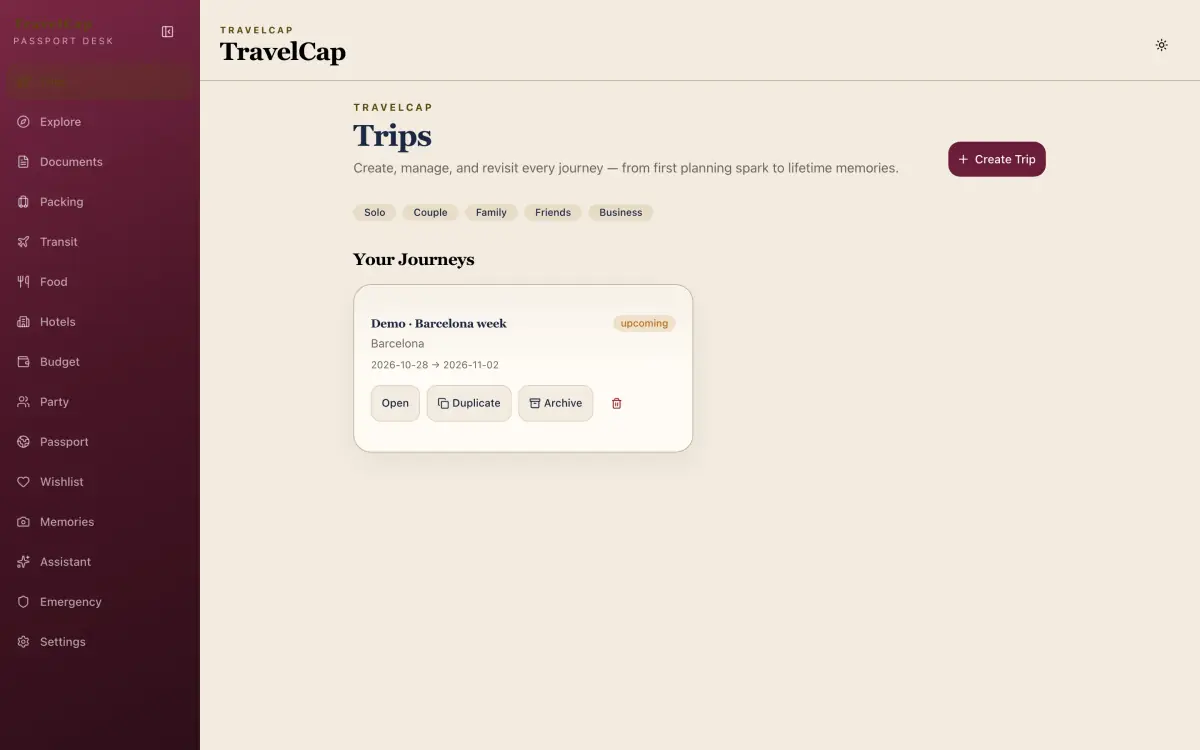 TravelCap
PASSPORT DESK
Trips
Explore
Documents
Packing
Transit
Food
Hotels
Budget
Party
Passport
Wishlist
Memories
Assistant
Emergency
Settings
TRAVELCAP
TravelCap
TRAVELCAP
Trips
Create, manage, and revisit every journey — from first planning spark to lifetime memories.
Create Trip
Solo Couple Family Friends Business
Your Journeys
Demo · Barcelona week upcoming
Barcelona
2026-10-28 → 2026-11-02
Open Duplicate Archive